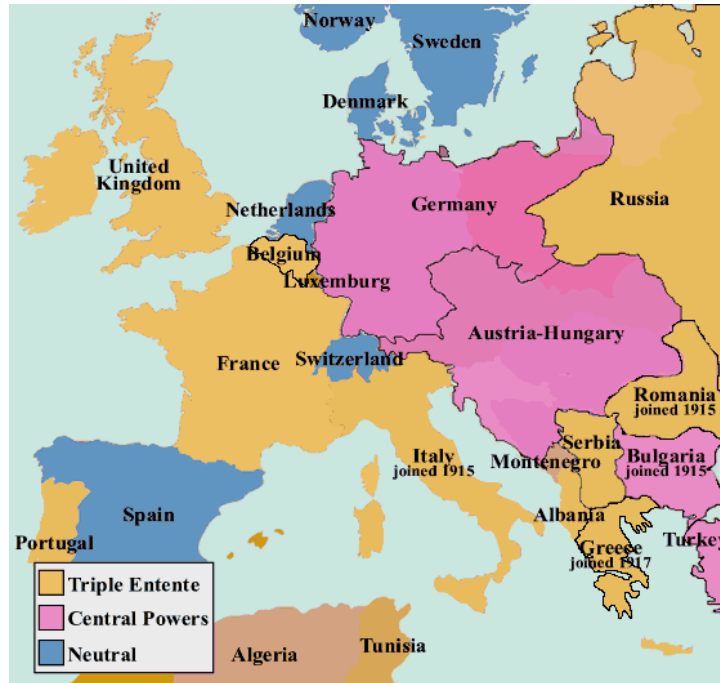 Norway
Sweden
Denmark
United
Kingdom
Netherlands
Germany
Russia
Belgium
Luxemburg
Austria-Hungary
France
Switzerland
Romania
joined 1915
Serbia
Italy
joined 1915
Montenegro
Bulgaria
joined 1915
Spain
Albania
Portugal
Greece
joined 1917
Turkey
Triple Entente
Central Powers
Neutral
Algeria
Tunisia